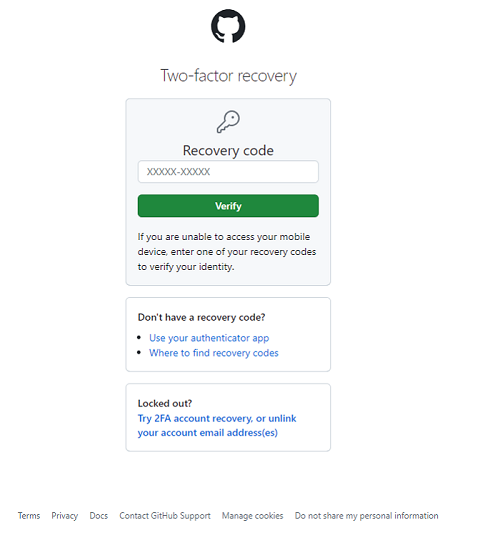 Two-factor recovery
Recovery code
XXXXX-XXXXX
Verify
If you are unable to access your mobile
device, enter one of your recovery codes
to verify your identity.
Don't have a recovery code?
Use your authenticator app
Where to find recovery codes
Locked out?
Try 2FA account recovery, or unlink
your account email address(es)
Terms Privacy Docs Contact GitHub Support Manage cookies Do not share my personal information